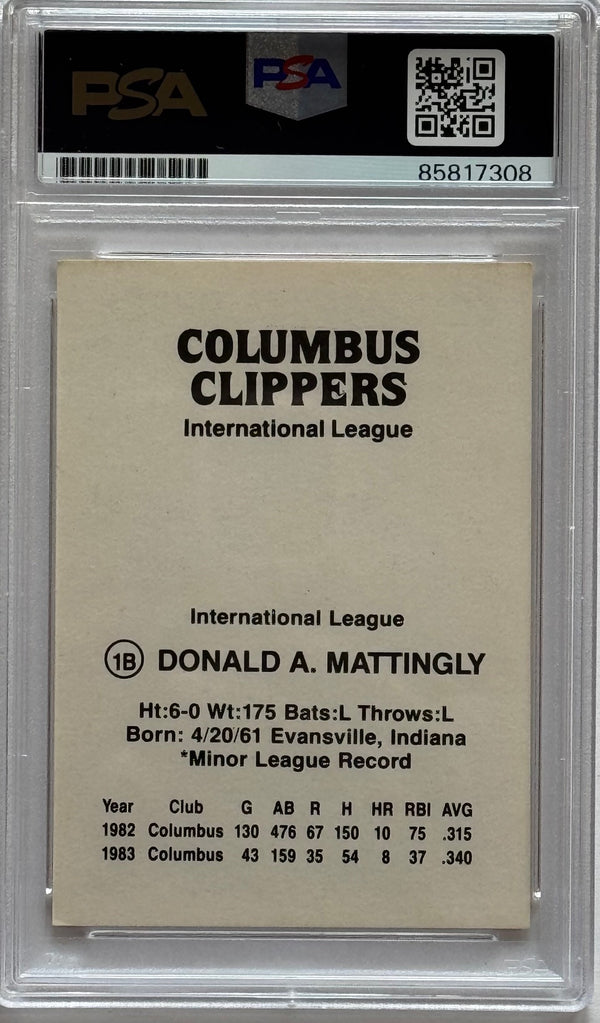 PSA PSA
85817308
COLUMBUS
CLIPPERS
International League
International League
1B DONALD A. MATTINGLY
Ht:6-0 Wt:175 Bats:L Throws:L
Born: 4/20/61 Evansville, Indiana
*Minor League Record
Year Club G AB R H HR RBI AVG
1982 Columbus 130 476 67 150 10 75 .315
1983 Columbus 43 159 35 54 8 37 .340